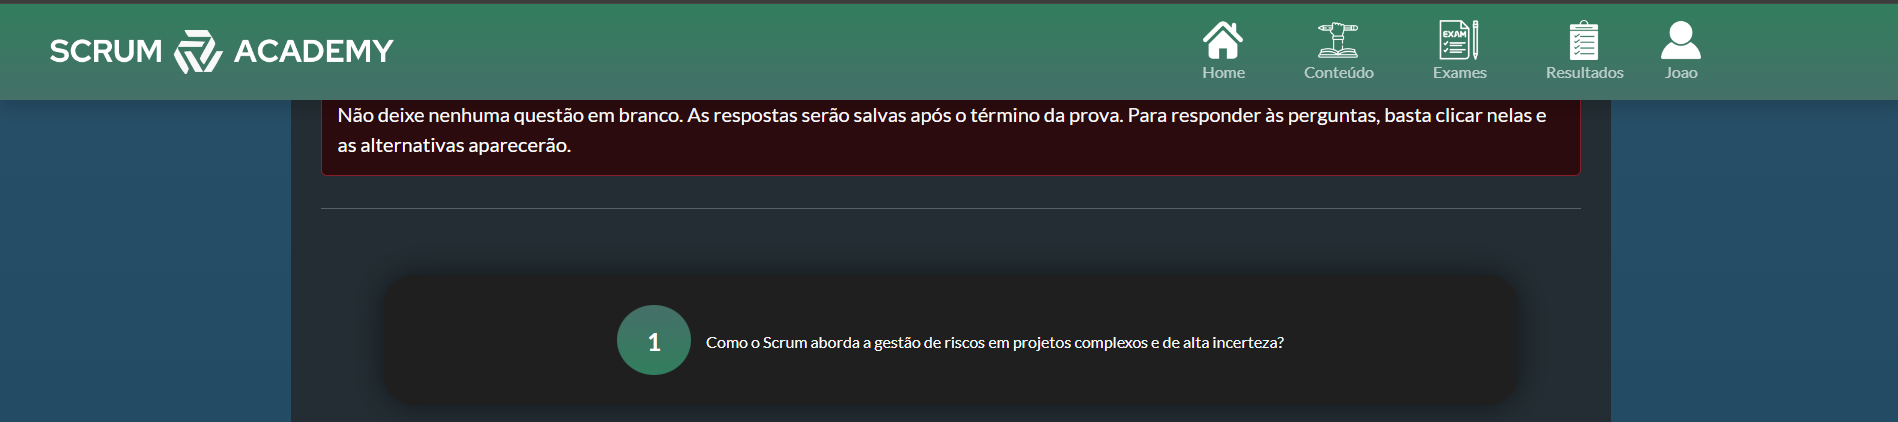 SCRUM ACADEMY
Home
Conteúdo
EXAM
Exames
Resultados
Joao
Não deixe nenhuma questão em branco. As respostas serão salvas após o término da prova. Para responder às perguntas, basta clicar nelas e
as alternativas aparecerão.
1
Como o Scrum aborda a gestão de riscos em projetos complexos e de alta incerteza?